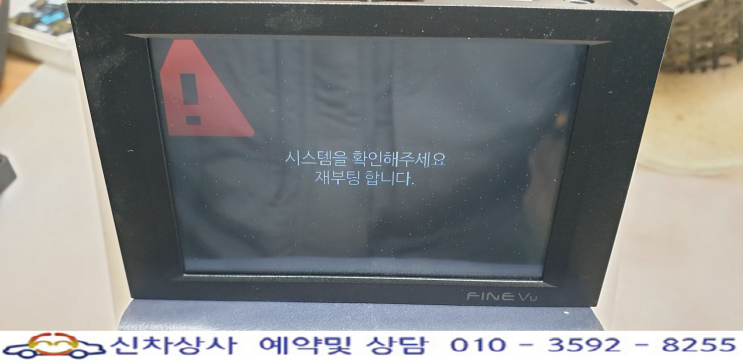 시스템을 확인해주세요
재부팅 합니다.
FINEVu
신차상사 예약및 상담 010 - 3592 - 8255